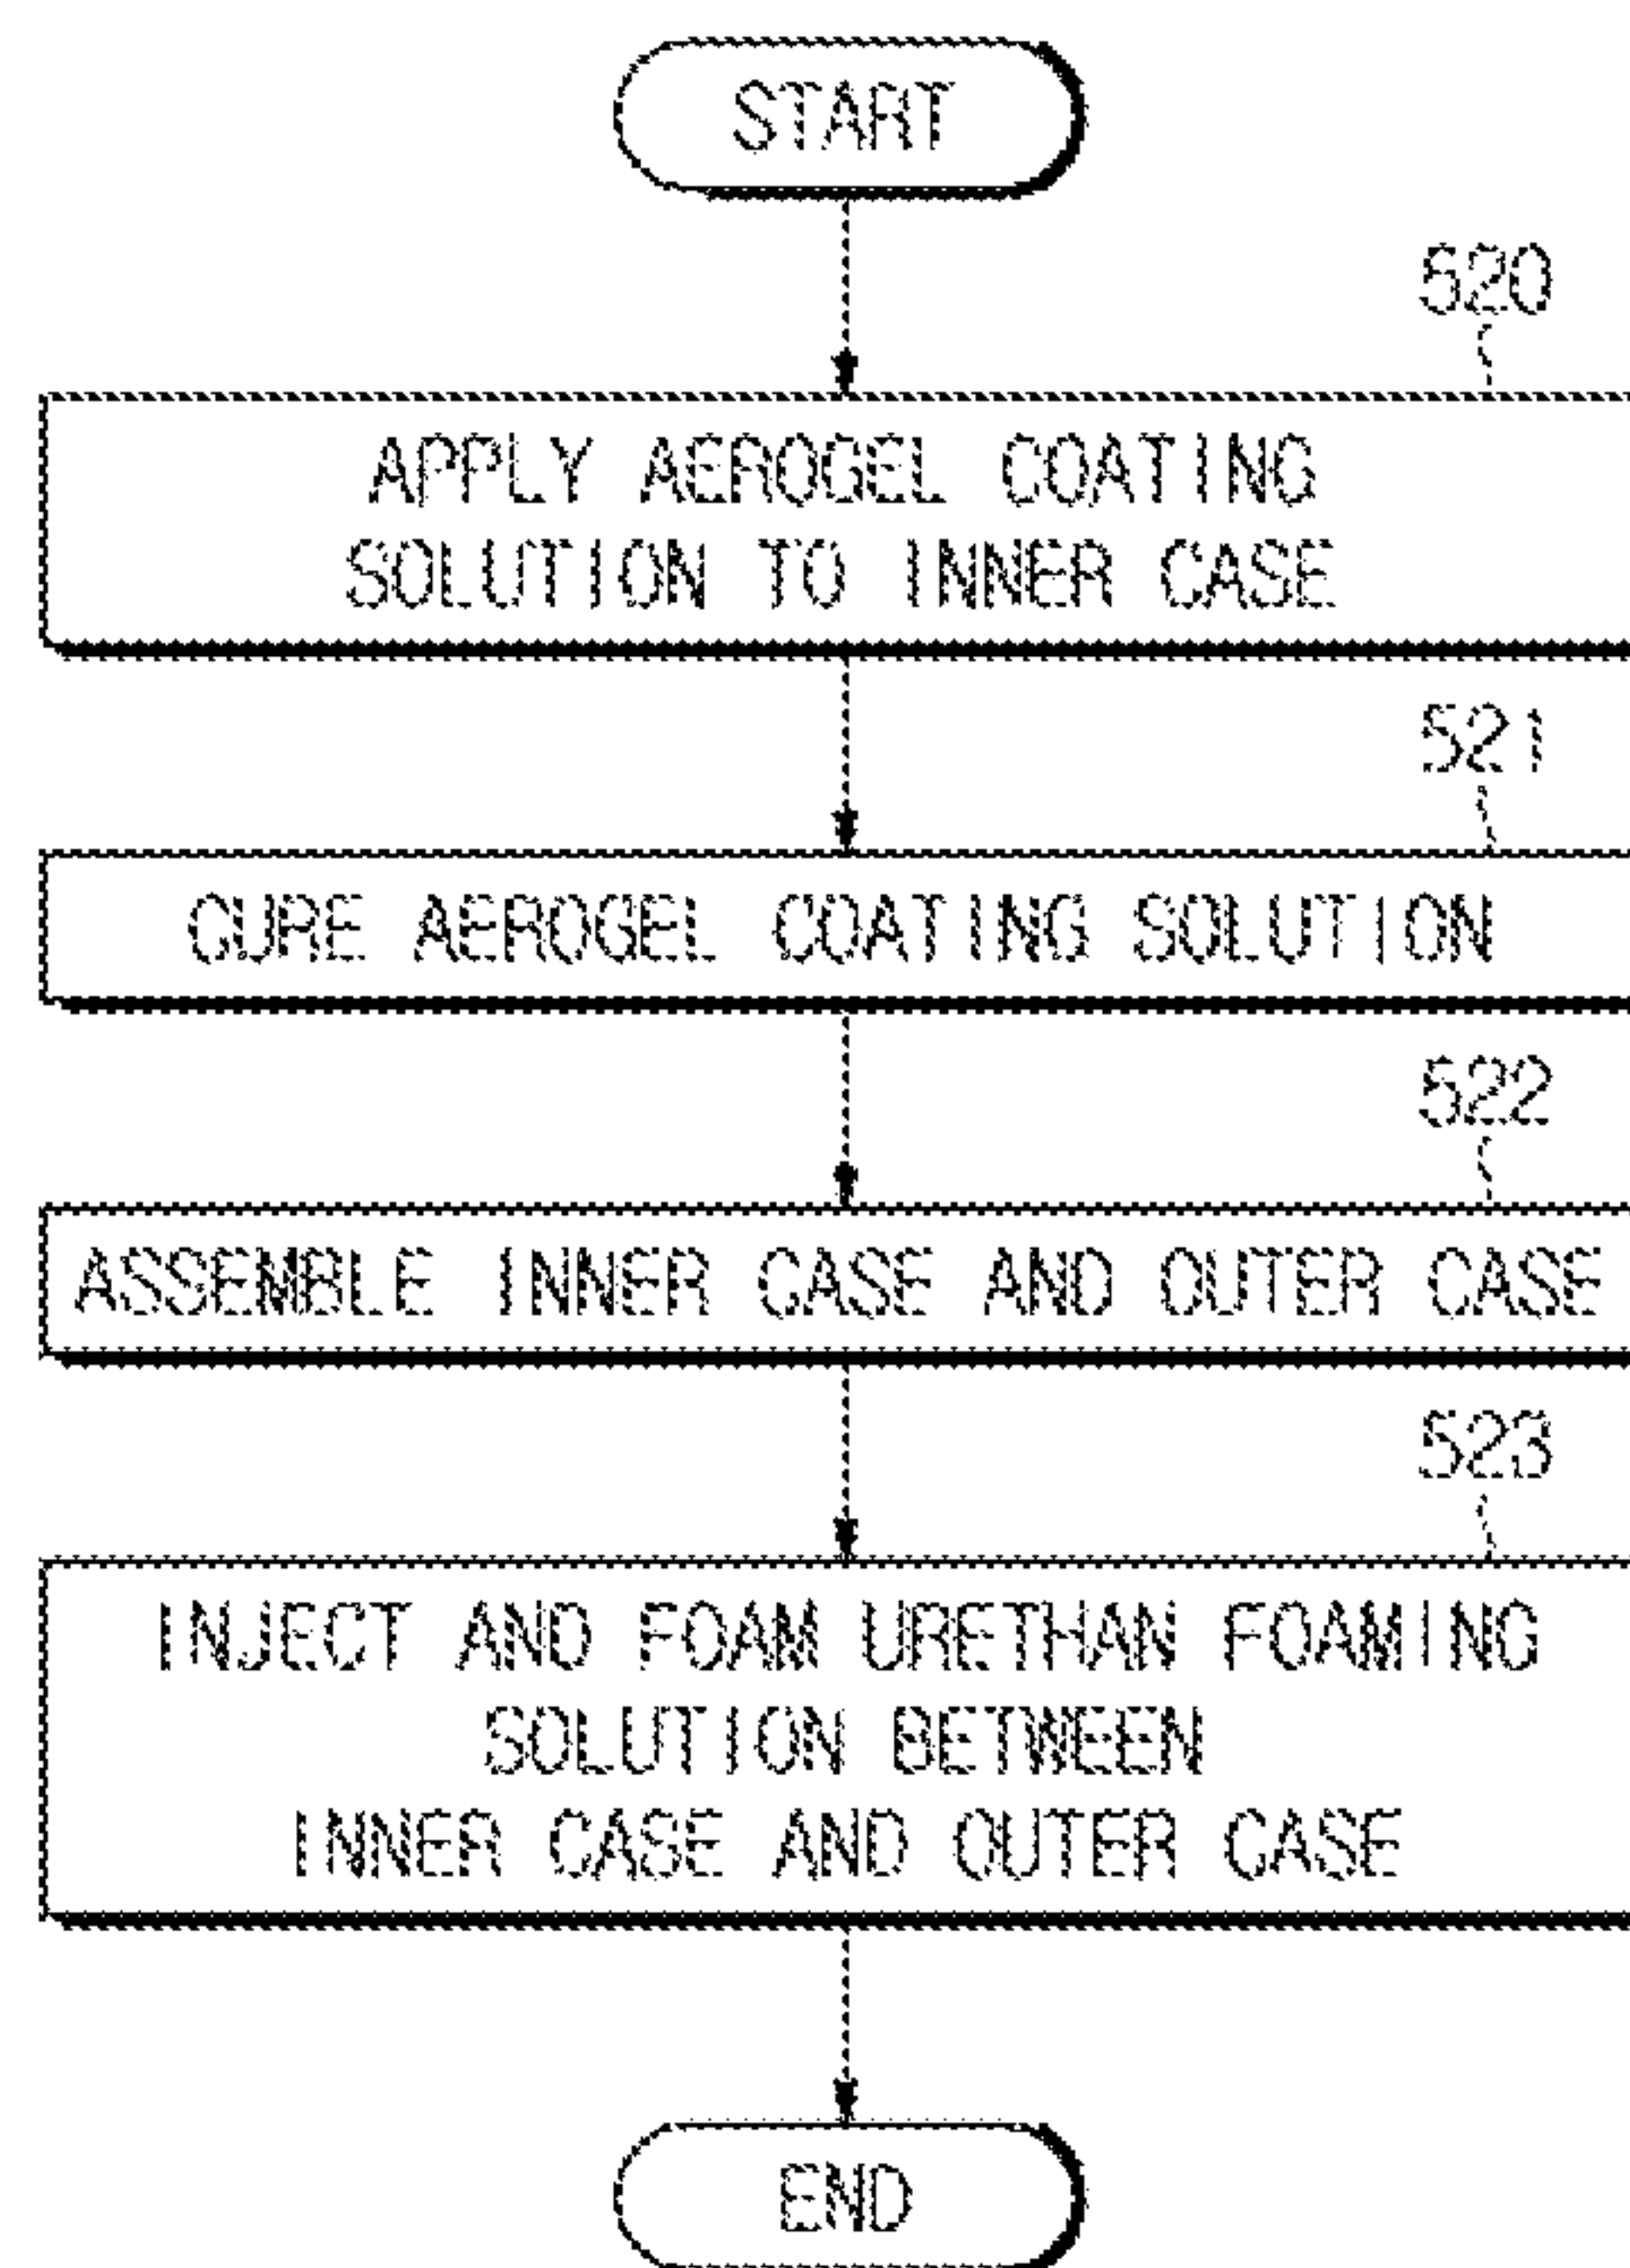 START
520
APPLY AEROGEL COATING
SOLUTION TO INNER CASE
521
CURE AEROGEL COATING SOLUTION
522
ASSEMBLE INNER CASE AND OUTER CASE
523
INJECT AND FOAM URETHAN FOAMING
SOLUTION BETWEEN
INNER CASE AND OUTER CASE
END